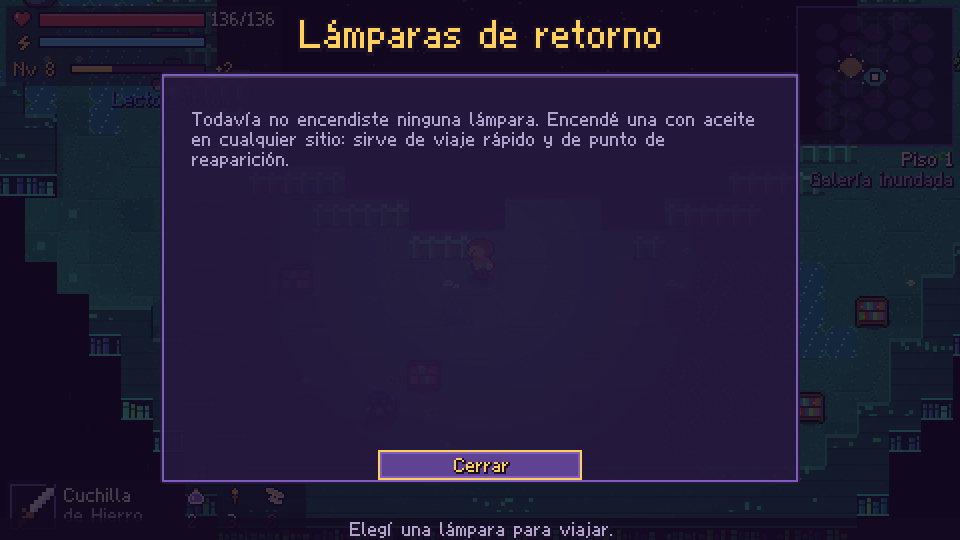 136/136
Lámparas de retorno
Nv 8
+2
Todavía no encendiste ninguna lámpara. Encendé una con aceite
en cualquier sitio: sirve de viaje rápido y de punto de
reaparición.
Piso 1
Galería inundada
Cerrar
Cuchilla
de Hierro
Elegí una lámpara para viajar.